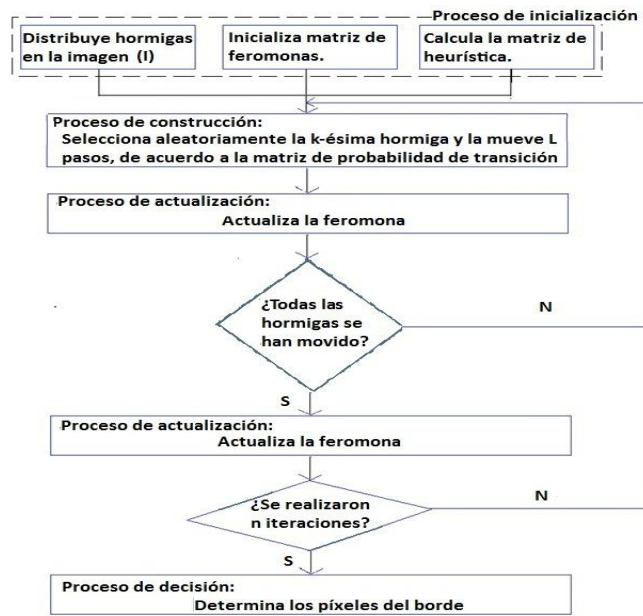 Proceso de inicialización
Distribuye hormigas
en la imagen (I)
Inicializa matriz de
feromonas.
Calcula la matriz de
heurística.
Proceso de construcción:
Selecciona aleatoriamente la k-ésima hormiga y la mueve L
pasos, de acuerdo a la matriz de probabilidad de transición
Proceso de actualización:
Actualiza la feromona
¿Todas las
hormigas se
han movido?
N
S
Proceso de actualización:
Actualiza la feromona
¿Se realizaron
n iteraciones?
N
S
Proceso de decisión:
Determina los píxeles del borde